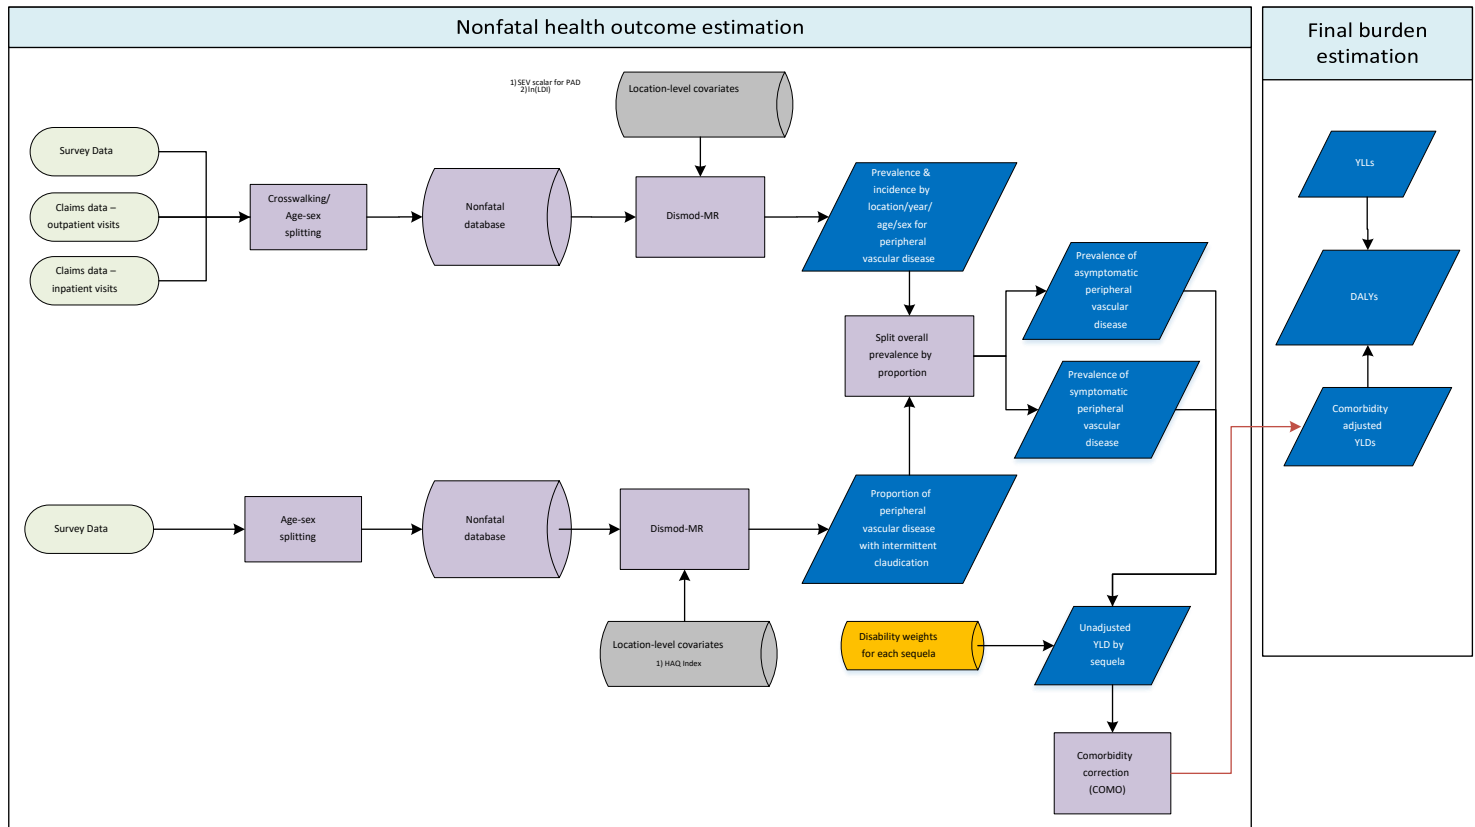 Nonfatal health outcome estimation
Final burden
estimation
1) SEV scalar for PAD
2) ln(LDI)
Location-level covariates
Survey Data
Claims data –
outpatient visits
Claims data –
inpatient visits
Crosswalking/
Age-sex
splitting
Nonfatal
database
Dismod-MR
Prevalence &
incidence by
location/year/
age/sex for
peripheral
vascular disease
Prevalence of
asymptomatic
peripheral
vascular
disease
Split overall
prevalence by
proportion
Prevalence of
symptomatic
peripheral
vascular
disease
YLLs
DALYs
Comorbidity
adjusted
YLDs
Survey Data
Age-sex
splitting
Nonfatal
database
Dismod-MR
Proportion of
peripheral
vascular disease
with intermittent
claudication
Location-level covariates
1) HAQ Index
Disability weights
for each sequela
Unadjusted
YLD by
sequela
Comorbidity
correction
(COMO)